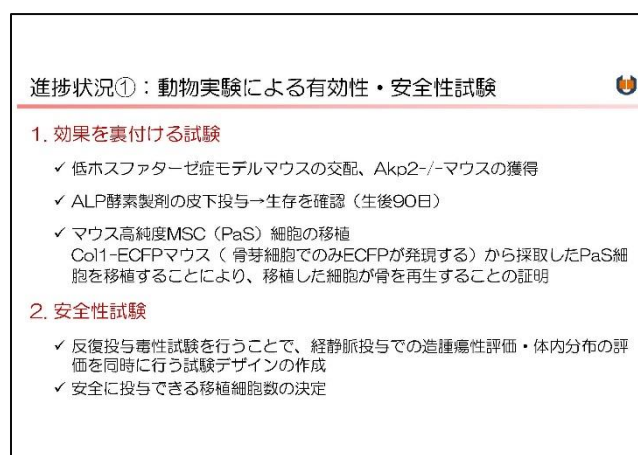 進捗状況①：動物実験による有効性・安全性試験
1. 効果を裏付ける試験
✓ 低ホスファターゼ症モデルマウスの交配、Akp2-/-マウスの獲得
✓ ALP酵素製剤の皮下投与→生存を確認（生後90日）
✓ マウス高純度MSC（PaS）細胞の移植
Col1-ECFPマウス（ 骨芽細胞でのみECFPが発現する）から採取したPaS細
胞を移植することにより、移植した細胞が骨を再生することの証明
2. 安全性試験
✓ 反復投与毒性試験を行うことで、経静脈投与での造腫瘍性評価・体内分布の評
価を同時に行う試験デザインの作成
✓ 安全に投与できる移植細胞数の決定